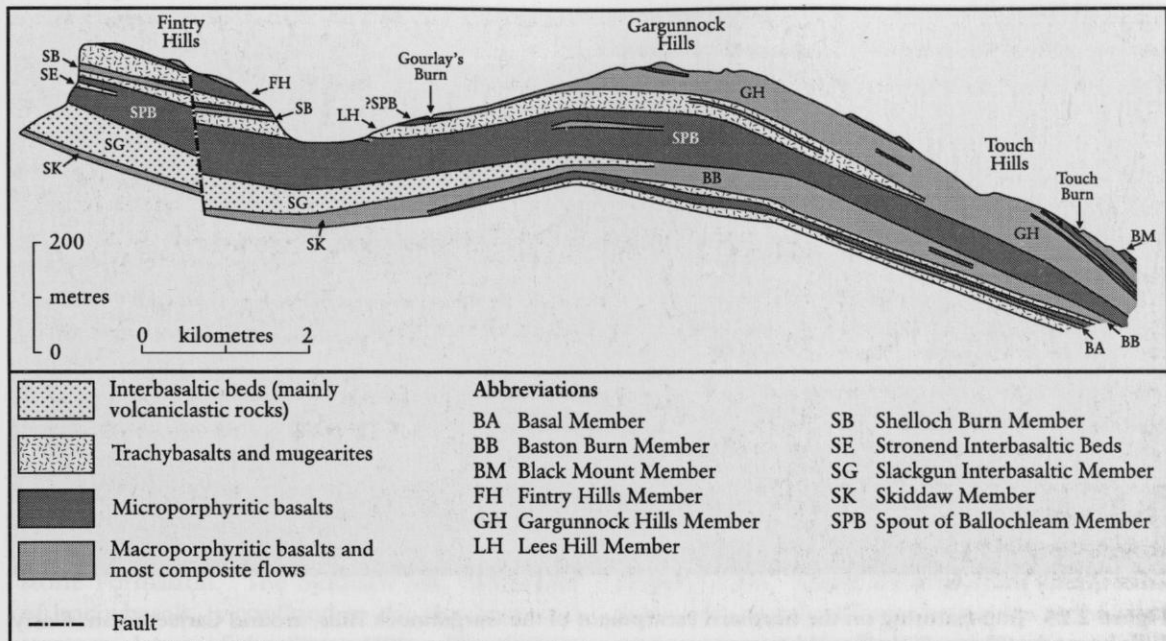 Fintry
Hills
Gargunnock
Hills
Gourlay's
Burn
Touch
Hills
Touch
Burn
SB
SE
FH
SB
LH
?SPB
GH
SPB
SPB
SG
SK
BB
SG
SK
GH
BM
BA
BB
200
metres
0
0 kilometres 2
Interbasaltic beds (mainly
volcaniclastic rocks)
Trachybasalts and mugearites
Microporphyritic basalts
Macroporphyritic basalts and
most composite flows
Fault
Abbreviations
BA Basal Member
BB Baston Burn Member
BM Black Mount Member
FH Fintry Hills Member
GH Gargunnock Hills Member
LH Lees Hill Member
SB Shelloch Burn Member
SE Stronend Interbasaltic Beds
SG Slackgun Interbasaltic Member
SK Skiddaw Member
SPB Spout of Ballochleam Member